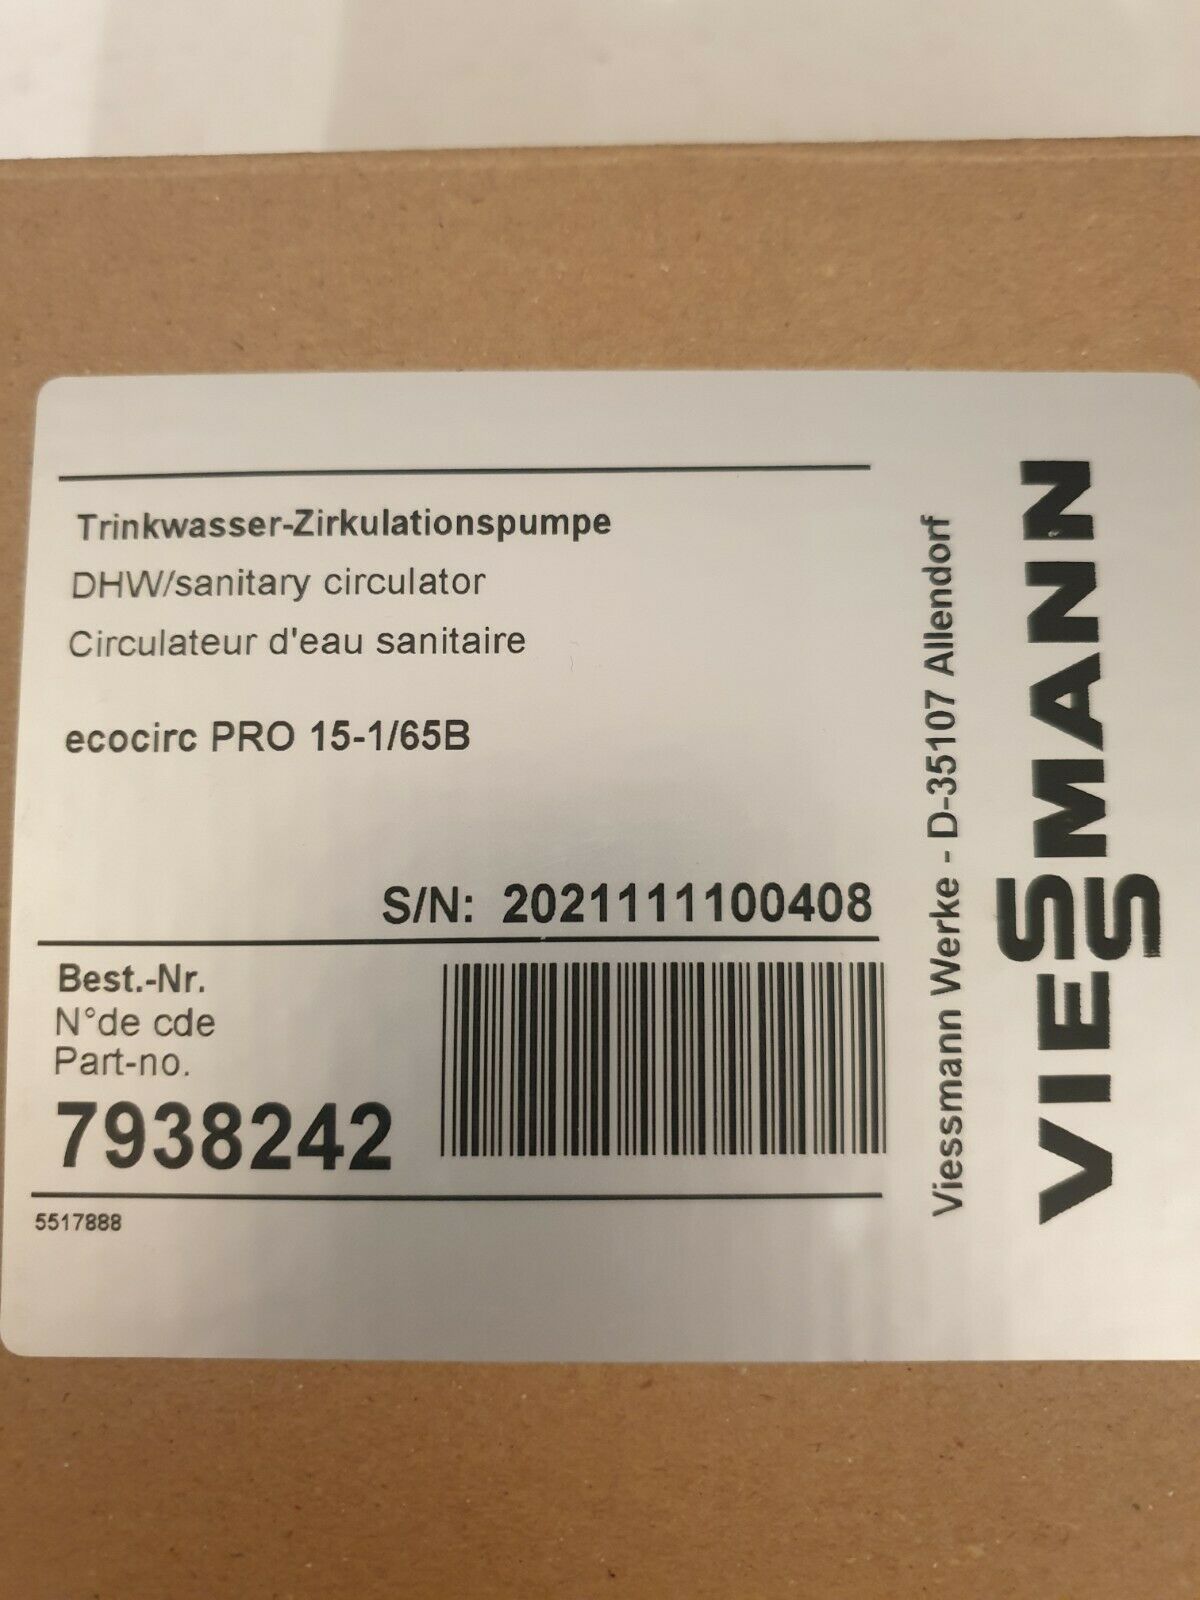 Trinkwasser-Zirkulationspumpe
DHW/sanitary circulator
Circulateur d'eau sanitaire
ecocirc PRO 15-1/65B
S/N: 2021111100408
Best.-Nr.
N°de cde
Part-no.
7938242
5517888
Viessmann Werke - D-35107 Allendorf
VIESSMANN